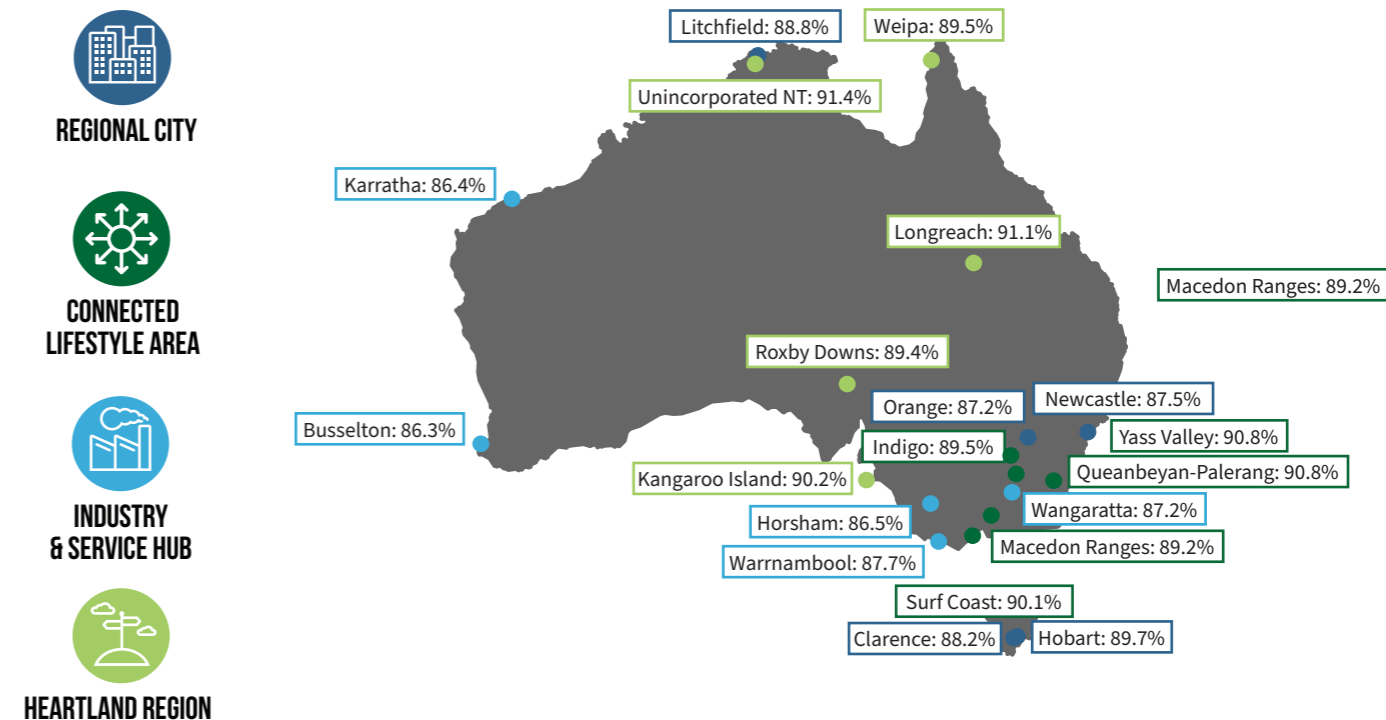 REGIONAL CITY
CONNECTED
LIFESTYLE AREA
INDUSTRY
& SERVICE HUB
HEARTLAND REGION
Litchfield: 88.8%
Weipa: 89.5%
Unincorporated NT: 91.4%
Karratha: 86.4%
Longreach: 91.1%
Macedon Ranges: 89.2%
Roxby Downs: 89.4%
Orange: 87.2%
Newcastle: 87.5%
Busselton: 86.3%
Indigo: 89.5%
Yass Valley: 90.8%
Kangaroo Island: 90.2%
Queanbeyan-Palerang: 90.8%
Horsham: 86.5%
Wangaratta: 87.2%
Warrnambool: 87.7%
Macedon Ranges: 89.2%
Surf Coast: 90.1%
Clarence: 88.2%
Hobart: 89.7%